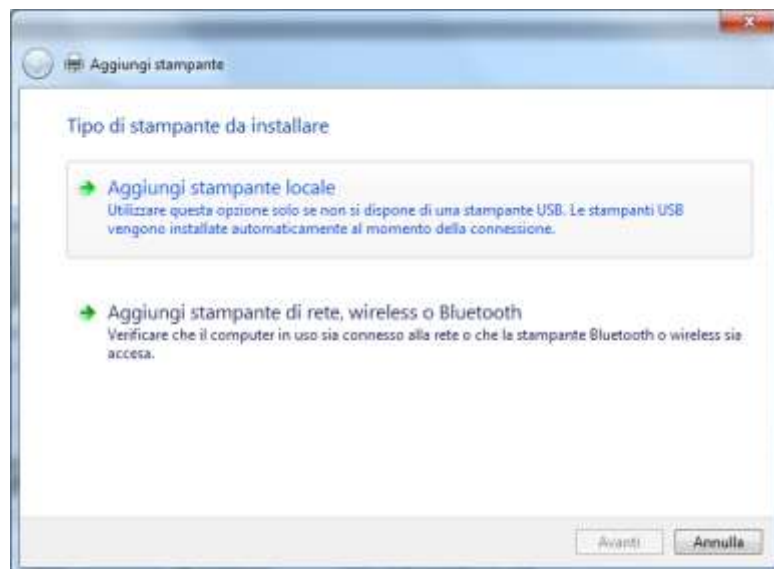 Aggiungi stampante
Tipo di stampante da installare
Aggiungi stampante locale
Utilizzare questa opzione solo se non si dispone di una stampante USB. Le stampanti USB
vengono installate automaticamente al momento della connessione.
Aggiungi stampante di rete, wireless o Bluetooth
Verificare che il computer in uso sia connesso alla rete o che la stampante Bluetooth o wireless sia
accesa.
Avanti
Annulla